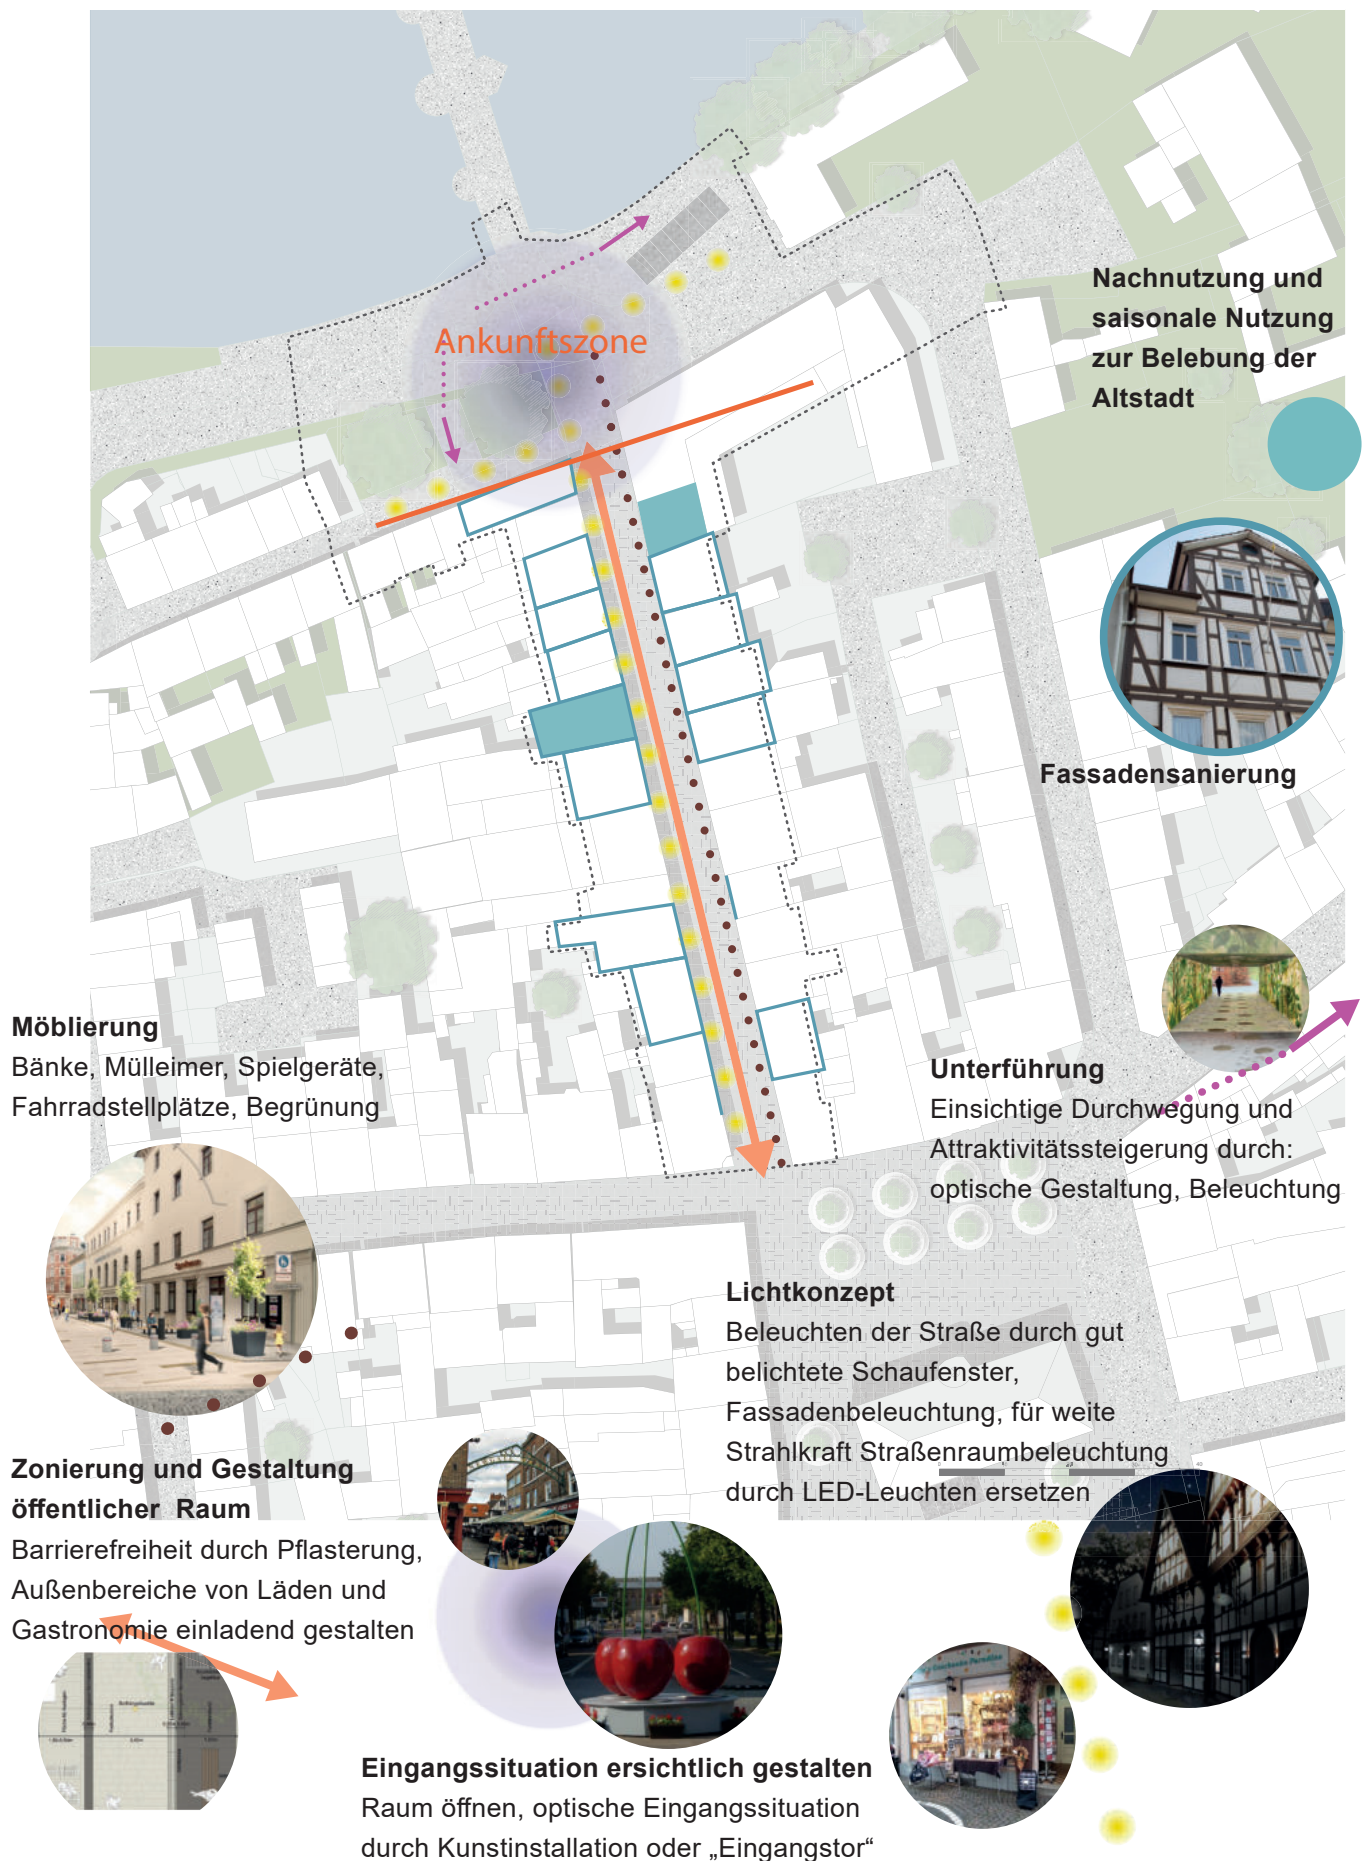 Ankunftszone
Nachnutzung und
saisonale Nutzung
zur Belebung der
Altstadt
Fassadensanierung
Möblierung
Bänke, Mülleimer, Spielgeräte,
Fahrradstellplätze, Begrünung
Unterführung
Einsichtige Durchwegung und
Attraktivitätssteigerung durch:
optische Gestaltung, Beleuchtung
Lichtkonzept
Beleuchten der Straße durch gut
belichtete Schaufenster,
Fassadenbeleuchtung, für weite
Strahlkraft Straßenraumbeleuchtung
durch LED-Leuchten ersetzen
Zonierung und Gestaltung
öffentlicher Raum
Barrierefreiheit durch Pflasterung,
Außenbereiche von Läden und
Gastronomie einladend gestalten
Eingangssituation ersichtlich gestalten
Raum öffnen, optische Eingangssituation
durch Kunstinstallation oder „Eingangstor“